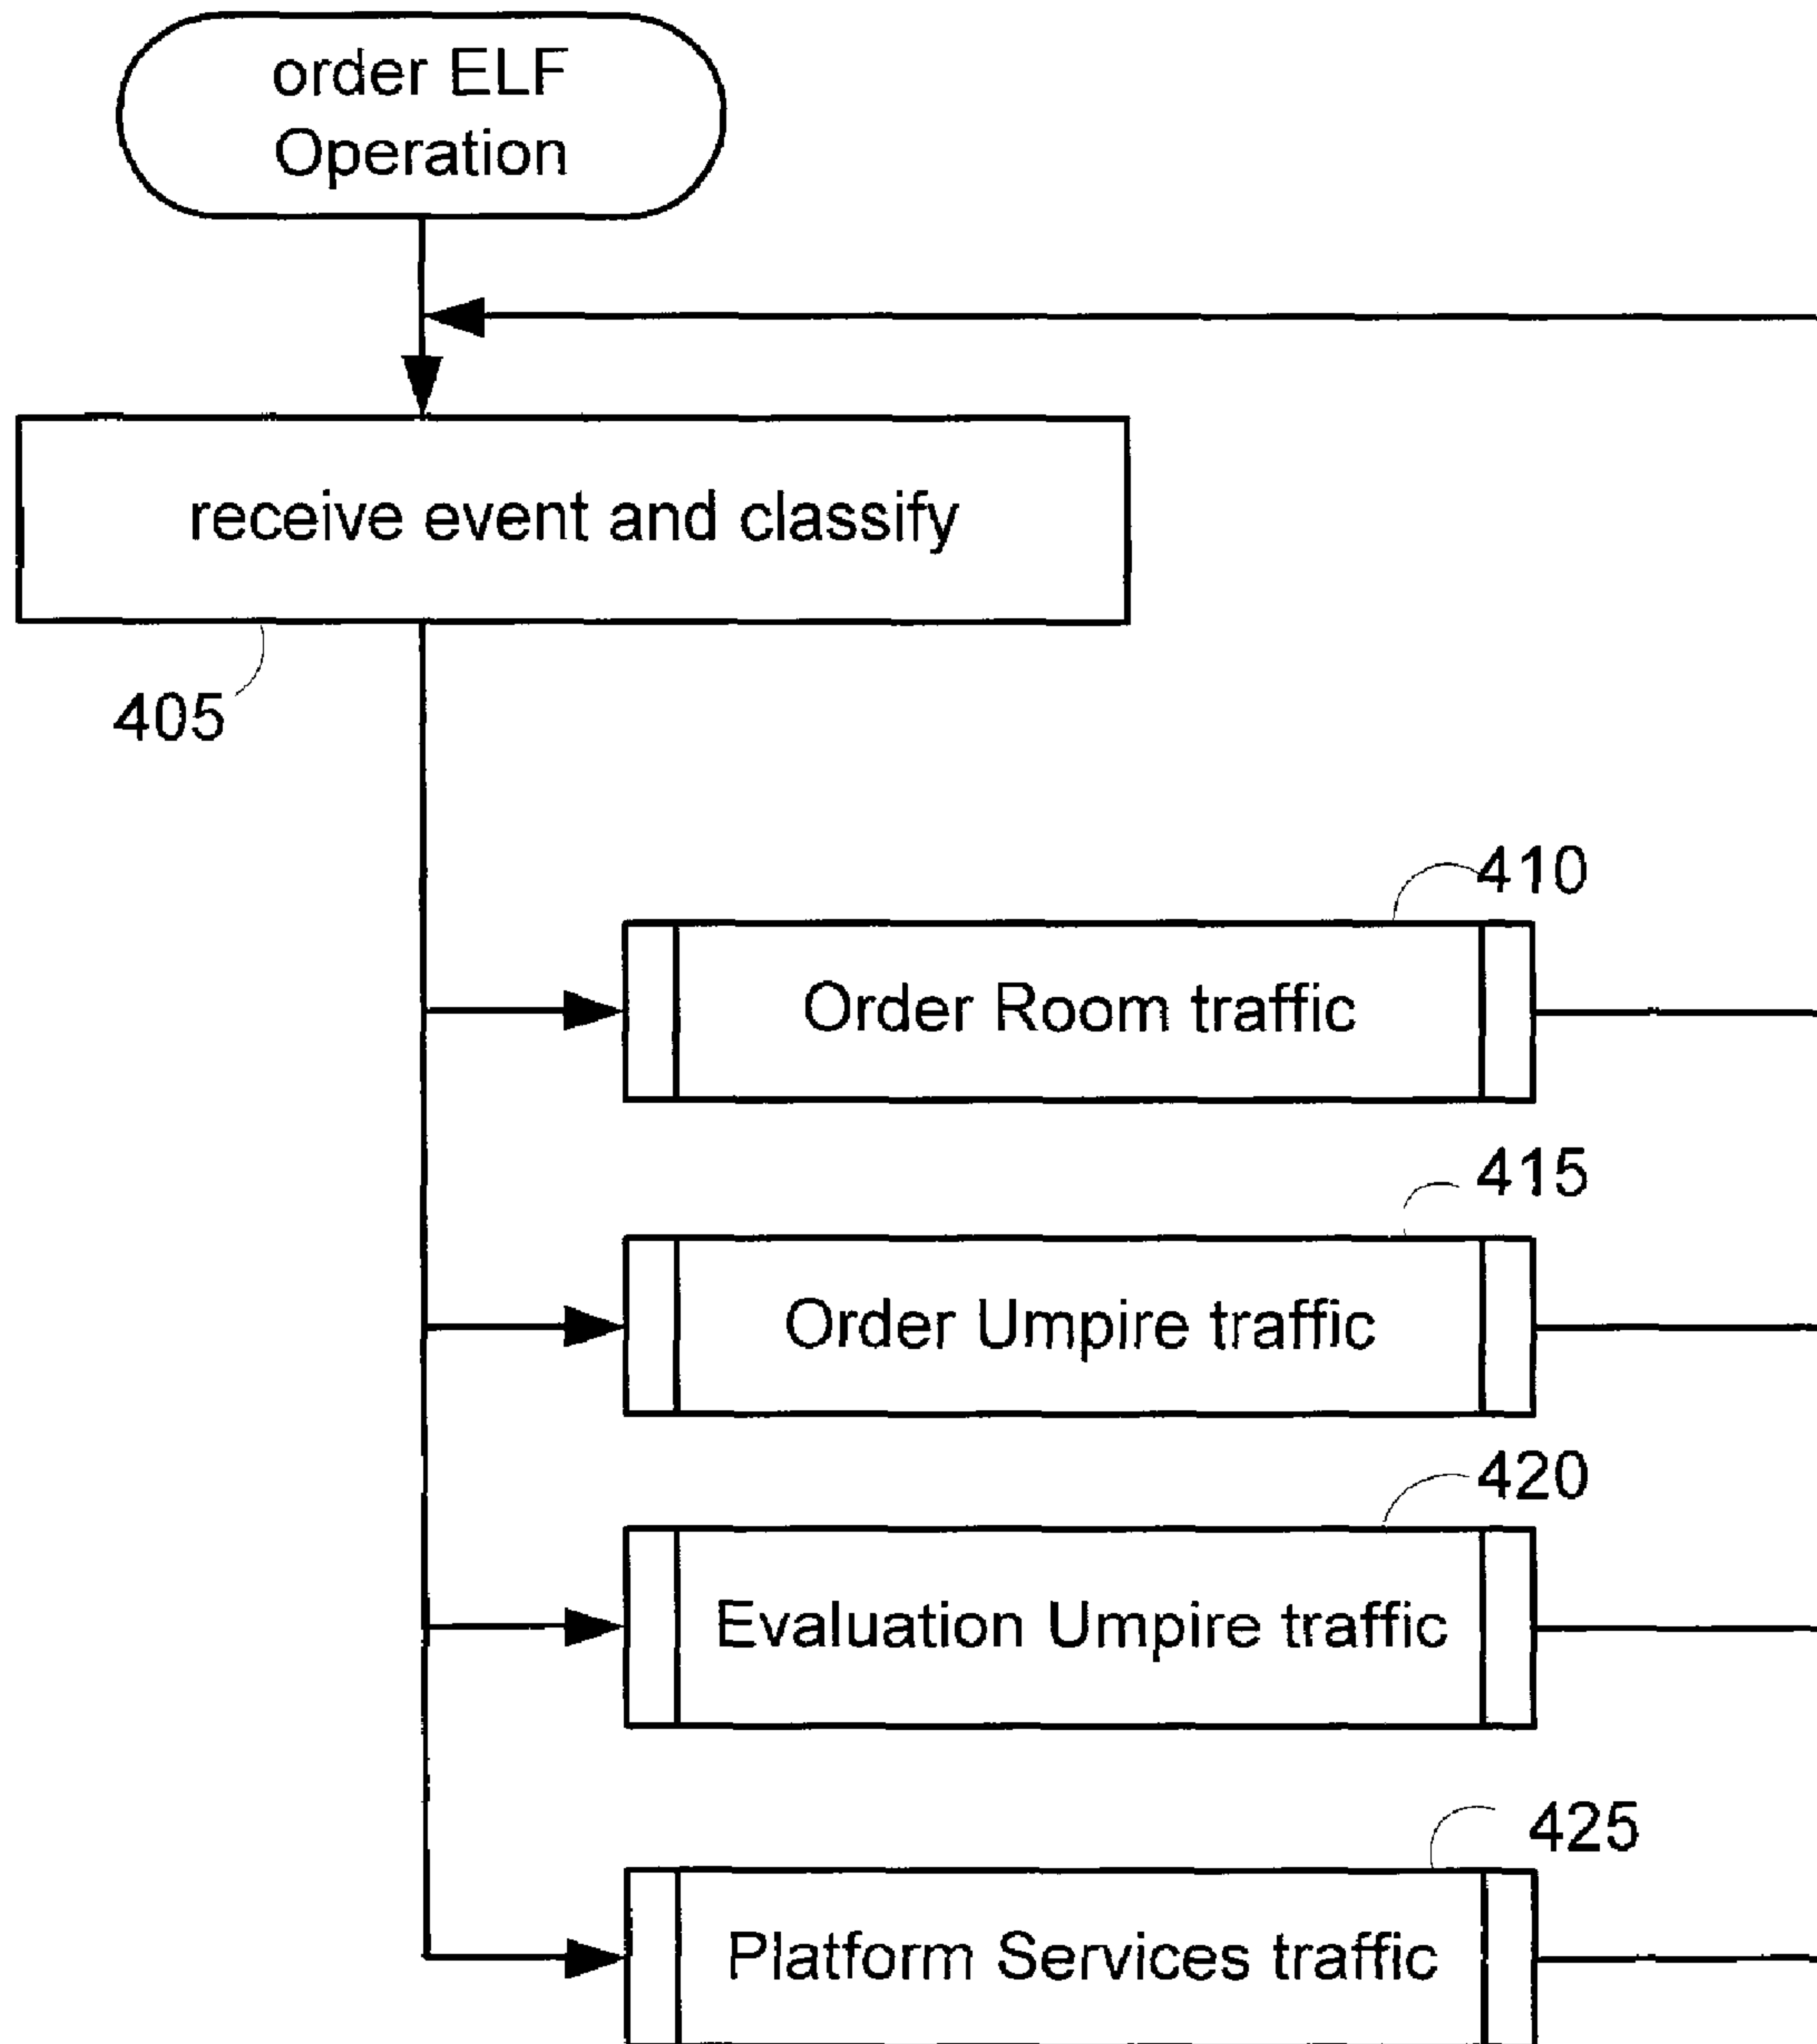 order ELF
Operation
receive event and classify
405
410
Order Room traffic
415
Order Umpire traffic
420
Evaluation Umpire traffic
425
Platform Services traffic